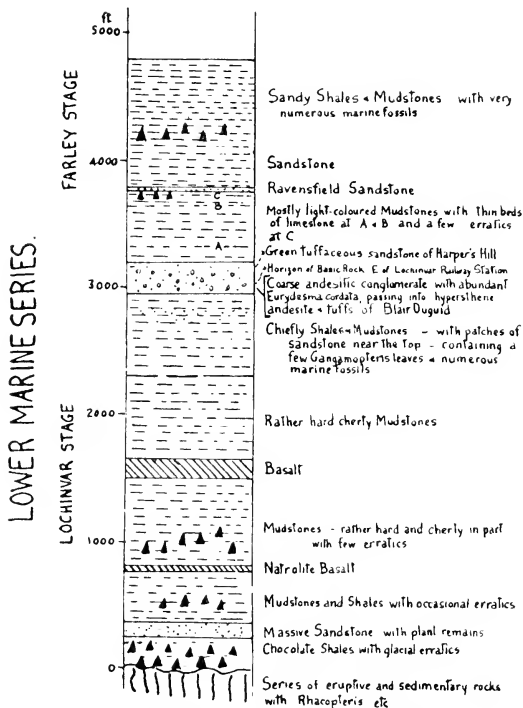 ft
5000
Sandy Shales & Mudstones with very
numerous marine fossils
4000
Sandstone
Ravensfield Sandstone
C
B
Mostly light-coloured Mudstones with thin beds
of limestone at A & B and a few erratics
at C
A
Green tuffaceous sandstone of Harper's Hill
Horizon of Basic Rock E of Lochinvar Railway Station
Coarse andesitic conglomerate with abundant
Eurydesma cordata, passing into hypersthene
andesite & tuffs of Blair Duguid
3000
Chiefly Shales & Mudstones - with patches of
sandstone near the top - containing a
few Gangamopteris leaves & numerous
marine fossils
2000
Rather hard cherty Mudstones
Basalt
1000
Mudstones - rather hard and cherty in part
with few erratics
Natrolite Basalt
Mudstones and Shales with occasional erratics
Massive Sandstone with plant remains
Chocolate Shales with glacial erratics
0
Series of eruptive and sedimentary rocks
with Rhacopteris etc
FARLEY STAGE
LOCHINVAR STAGE
LOWER MARINE SERIES.